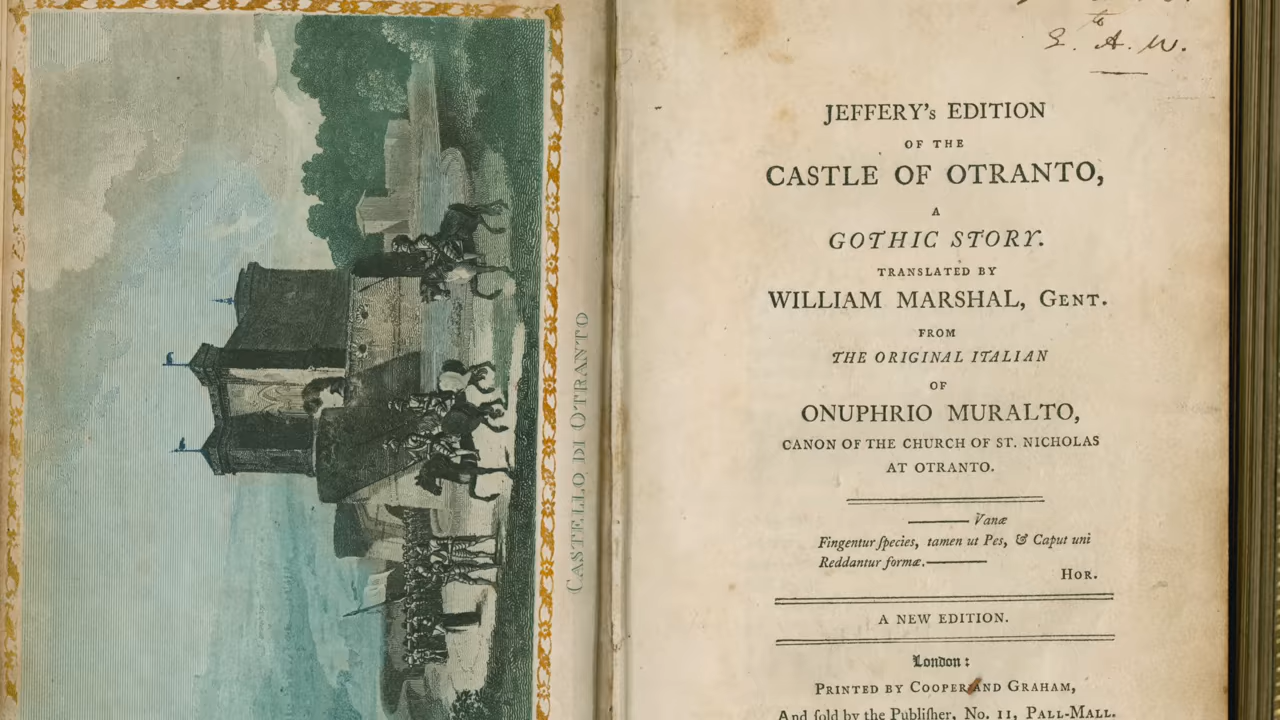 CASTELLO DI OTRANTO
to
S. A. W.
JEFFERY's EDITION
OF THE
CASTLE OF OTRANTO,
A
GOTHIC STORY.
TRANSLATED BY
WILLIAM MARSHAL, GENT.
FROM
THE ORIGINAL ITALIAN
OF
ONUPHRIO MURALTO,
CANON OF THE CHURCH OF ST. NICHOLAS
AT OTRANTO.
——— Vanæ
Fingentur ſpecies, tamen ut Pes, & Caput uni
Reddantur formæ.———
HOR.
A NEW EDITION.
London:
PRINTED BY COOPER AND GRAHAM,
And ſold by the Publiſher, No. 11, PALL-MALL.